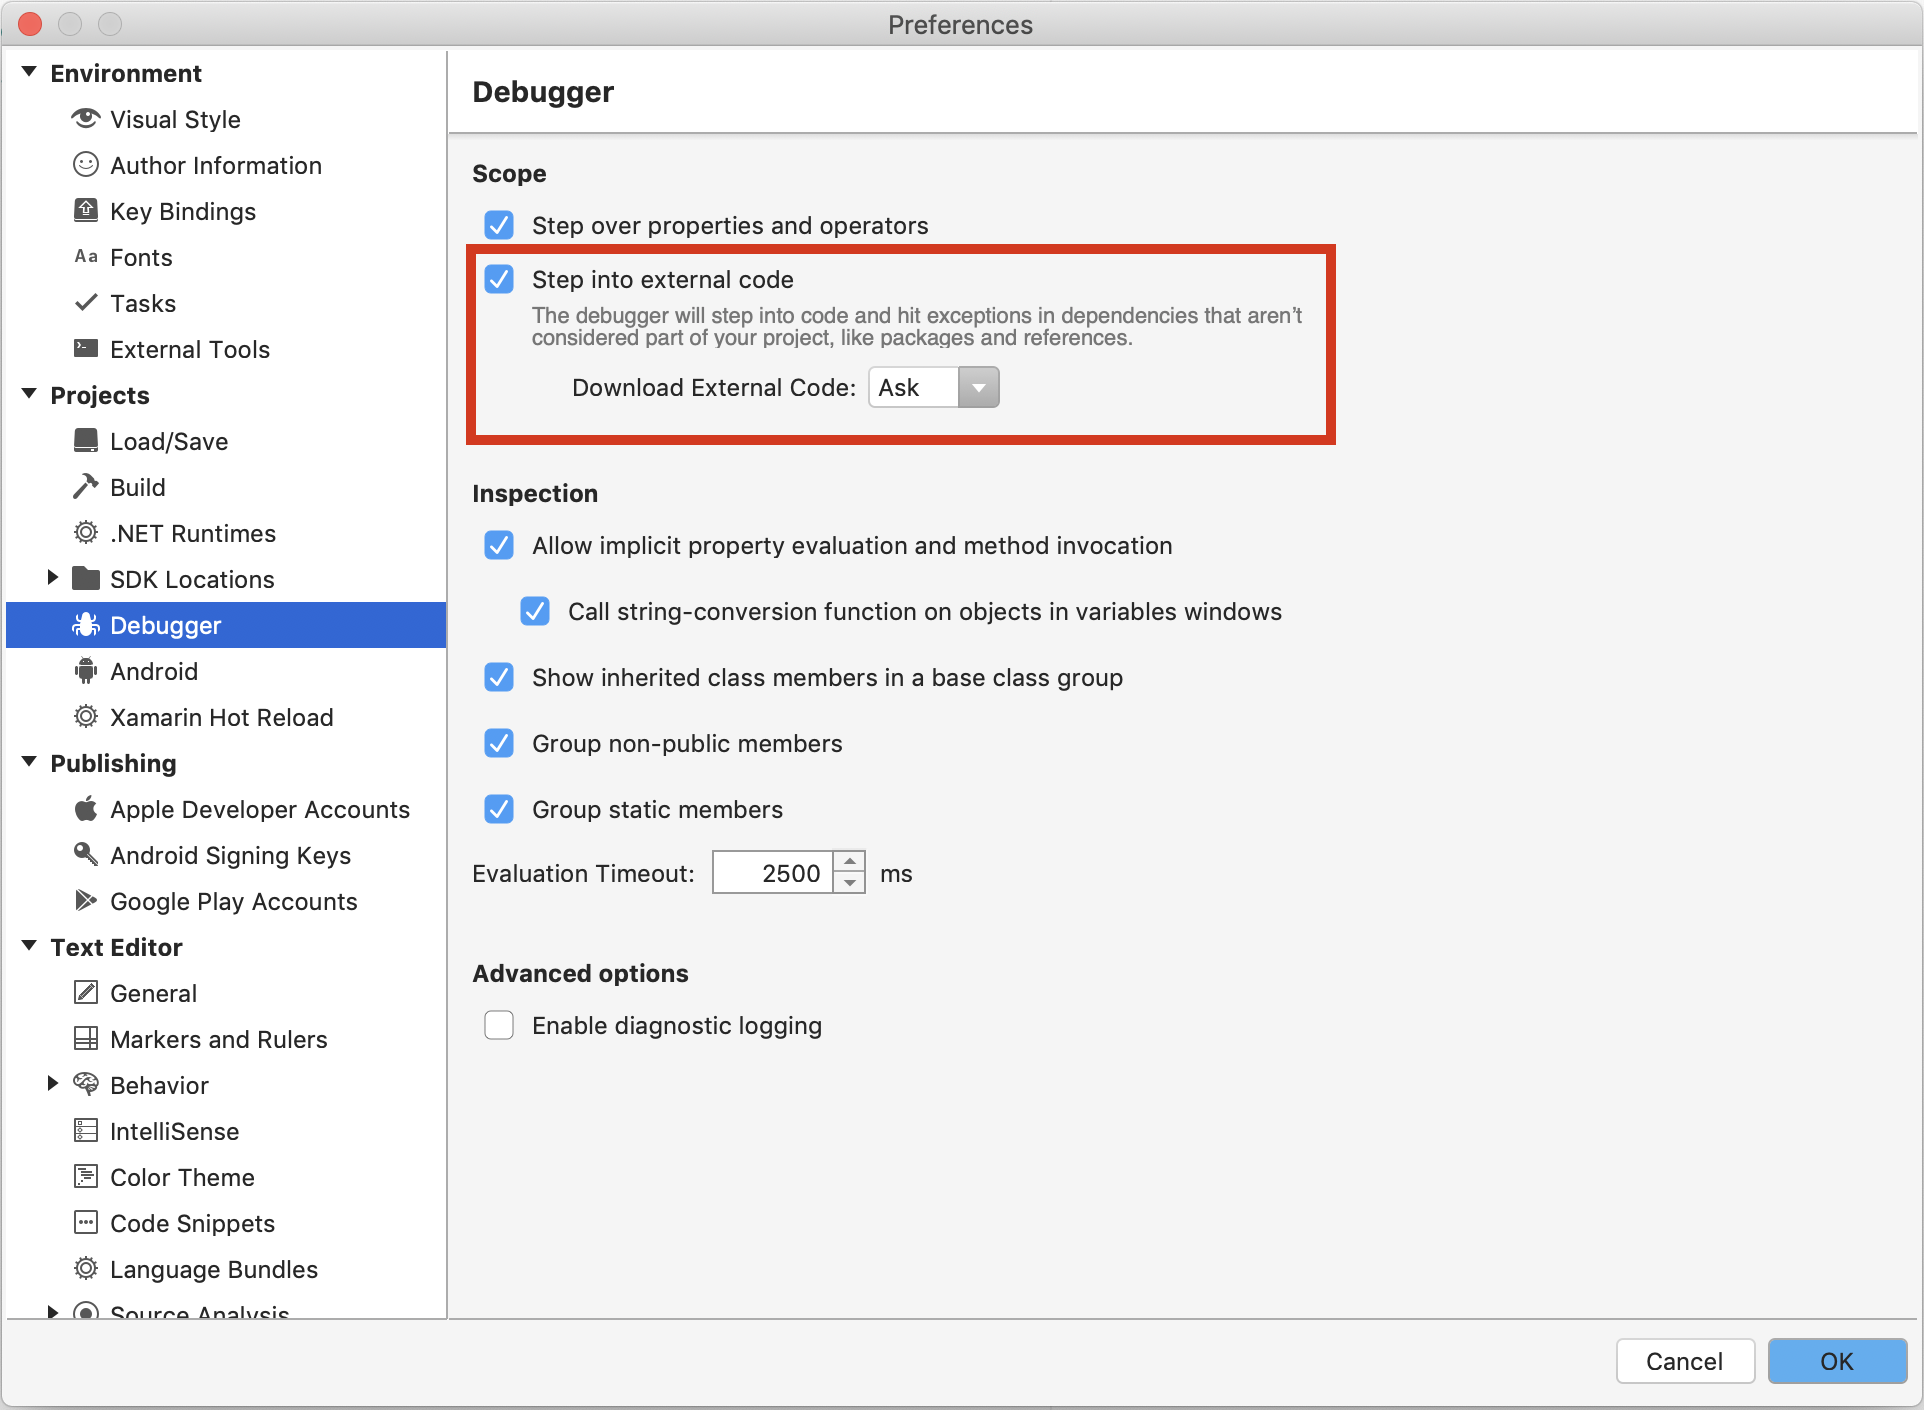 Preferences
Environment
Visual Style
Author Information
Key Bindings
Aa Fonts
Tasks
External Tools
Projects
Load/Save
Build
.NET Runtimes
SDK Locations
Debugger
Android
Xamarin Hot Reload
Publishing
Apple Developer Accounts
Android Signing Keys
Google Play Accounts
Text Editor
General
Markers and Rulers
Behavior
IntelliSense
Color Theme
Code Snippets
Language Bundles
Source Analysis
Debugger
Scope
Step over properties and operators
Step into external code
The debugger will step into code and hit exceptions in dependencies that aren’t
considered part of your project, like packages and references.
Download External Code: Ask
Inspection
Allow implicit property evaluation and method invocation
Call string-conversion function on objects in variables windows
Show inherited class members in a base class group
Group non-public members
Group static members
Evaluation Timeout: 2500 ms
Advanced options
Enable diagnostic logging
Cancel OK